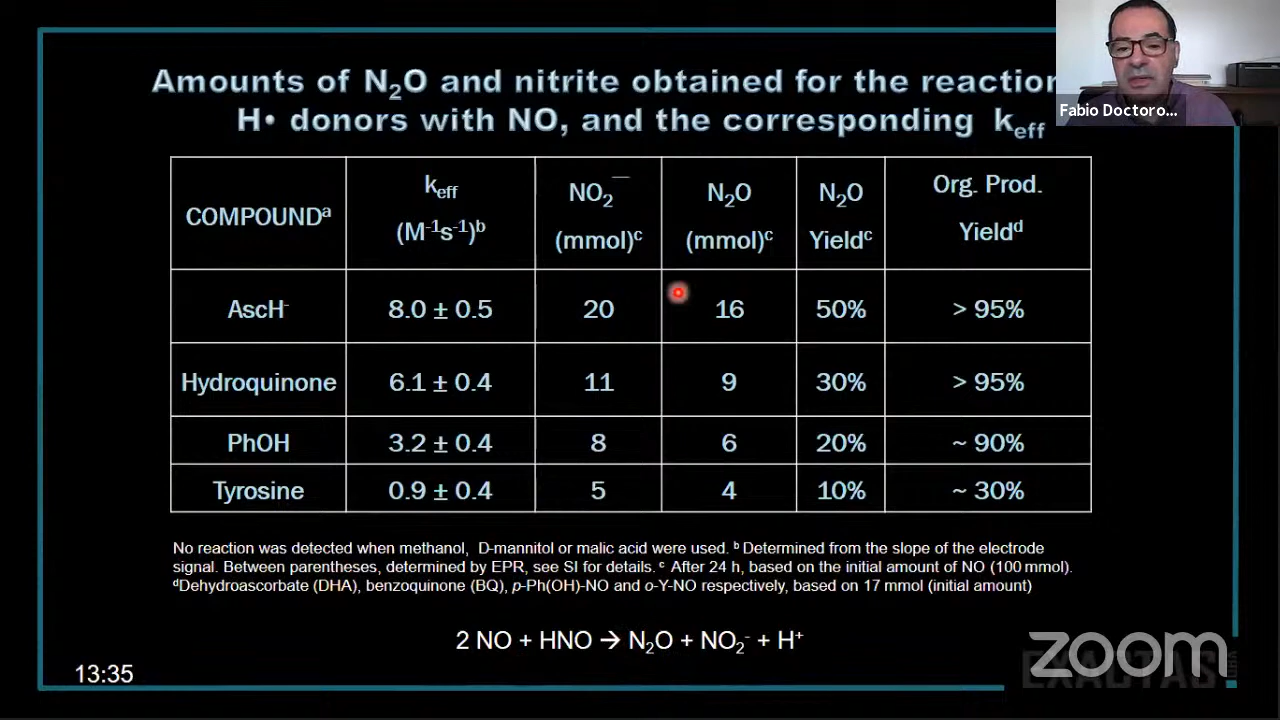 Amounts of N₂O and nitrite obtained for the reaction
H• donors with NO, and the corresponding k_eff
Fabio Doctoro...
COMPOUNDᵃ
k_eff (M⁻¹s⁻¹)ᵇ
NO₂⁻ (mmol)ᶜ
N₂O (mmol)ᶜ
N₂O Yieldᶜ
Org. Prod. Yieldᵈ
AscH⁻ 8.0 ± 0.5 20 16 50% > 95%
Hydroquinone 6.1 ± 0.4 11 9 30% > 95%
PhOH 3.2 ± 0.4 8 6 20% ~ 90%
Tyrosine 0.9 ± 0.4 5 4 10% ~ 30%
No reaction was detected when methanol, D-mannitol or malic acid were used. ᵇ Determined from the slope of the electrode
signal. Between parentheses, determined by EPR, see SI for details. ᶜ After 24 h, based on the initial amount of NO (100 mmol).
ᵈDehydroascorbate (DHA), benzoquinone (BQ), p-Ph(OH)-NO and o-Y-NO respectively, based on 17 mmol (initial amount)
2 NO + HNO → N₂O + NO₂⁻ + H⁺
13:35
zoom
EXACTAS